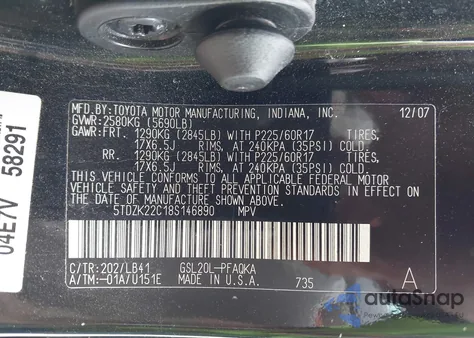 MFD. BY: TOYOTA MOTOR MANUFACTURING, INDIANA, INC. 12/07
GVWR: 2580KG (5690LB)
GAWR: FRT. 1290KG (2845LB) WITH P225/60R17 TIRES,
17X6.5J RIMS, AT 240KPA (35PSI) COLD.
RR. 1290KG (2845LB) WITH P225/60R17 TIRES,
17X6.5J RIMS, AT 240KPA (35PSI) COLD.
THIS VEHICLE CONFORMS TO ALL APPLICABLE FEDERAL MOTOR
VEHICLE SAFETY AND THEFT PREVENTION STANDARDS IN EFFECT ON
THE DATE OF MANUFACTURE SHOWN ABOVE.
5TDZK22C18S146890 MPV
C/TR: 202/LB41 GSL20L-PFAQKA
A/TM: -01A/U151E MADE IN U.S.A. 735 A
04E7V 58291
autoSnap